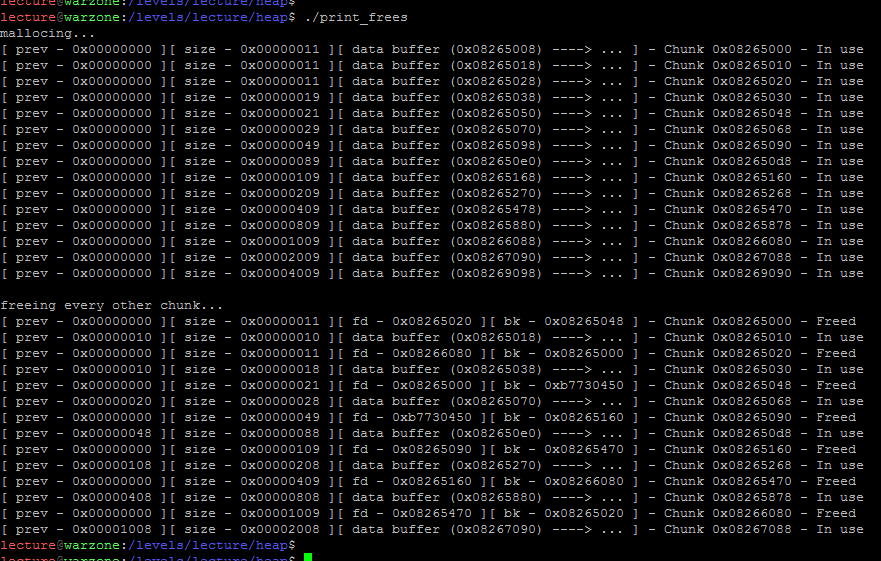 lecture@warzone:/levels/lecture/heap$
lecture@warzone:/levels/lecture/heap$ ./print_frees
mallocing...
[ prev - 0x00000000 ][ size - 0x00000011 ][ data buffer (0x08265008) ----> ... ] - Chunk 0x08265000 - In use
[ prev - 0x00000000 ][ size - 0x00000011 ][ data buffer (0x08265018) ----> ... ] - Chunk 0x08265010 - In use
[ prev - 0x00000000 ][ size - 0x00000011 ][ data buffer (0x08265028) ----> ... ] - Chunk 0x08265020 - In use
[ prev - 0x00000000 ][ size - 0x00000019 ][ data buffer (0x08265038) ----> ... ] - Chunk 0x08265030 - In use
[ prev - 0x00000000 ][ size - 0x00000021 ][ data buffer (0x08265050) ----> ... ] - Chunk 0x08265048 - In use
[ prev - 0x00000000 ][ size - 0x00000029 ][ data buffer (0x08265070) ----> ... ] - Chunk 0x08265068 - In use
[ prev - 0x00000000 ][ size - 0x00000049 ][ data buffer (0x08265098) ----> ... ] - Chunk 0x08265090 - In use
[ prev - 0x00000000 ][ size - 0x00000089 ][ data buffer (0x082650e0) ----> ... ] - Chunk 0x082650d8 - In use
[ prev - 0x00000000 ][ size - 0x00000109 ][ data buffer (0x08265168) ----> ... ] - Chunk 0x08265160 - In use
[ prev - 0x00000000 ][ size - 0x00000209 ][ data buffer (0x08265270) ----> ... ] - Chunk 0x08265268 - In use
[ prev - 0x00000000 ][ size - 0x00000409 ][ data buffer (0x08265478) ----> ... ] - Chunk 0x08265470 - In use
[ prev - 0x00000000 ][ size - 0x00000809 ][ data buffer (0x08265880) ----> ... ] - Chunk 0x08265878 - In use
[ prev - 0x00000000 ][ size - 0x00001009 ][ data buffer (0x08266088) ----> ... ] - Chunk 0x08266080 - In use
[ prev - 0x00000000 ][ size - 0x00002009 ][ data buffer (0x08267090) ----> ... ] - Chunk 0x08267088 - In use
[ prev - 0x00000000 ][ size - 0x00004009 ][ data buffer (0x08269098) ----> ... ] - Chunk 0x08269090 - In use
freeing every other chunk...
[ prev - 0x00000000 ][ size - 0x00000011 ][ fd - 0x08265020 ][ bk - 0x08265048 ] - Chunk 0x08265000 - Freed
[ prev - 0x00000010 ][ size - 0x00000010 ][ data buffer (0x08265018) ----> ... ] - Chunk 0x08265010 - In use
[ prev - 0x00000000 ][ size - 0x00000011 ][ fd - 0x08266080 ][ bk - 0x08265000 ] - Chunk 0x08265020 - Freed
[ prev - 0x00000010 ][ size - 0x00000018 ][ data buffer (0x08265038) ----> ... ] - Chunk 0x08265030 - In use
[ prev - 0x00000000 ][ size - 0x00000021 ][ fd - 0x08265000 ][ bk - 0xb7730450 ] - Chunk 0x08265048 - Freed
[ prev - 0x00000020 ][ size - 0x00000028 ][ data buffer (0x08265070) ----> ... ] - Chunk 0x08265068 - In use
[ prev - 0x00000000 ][ size - 0x00000049 ][ fd - 0xb7730450 ][ bk - 0x08265160 ] - Chunk 0x08265090 - Freed
[ prev - 0x00000048 ][ size - 0x00000088 ][ data buffer (0x082650e0) ----> ... ] - Chunk 0x082650d8 - In use
[ prev - 0x00000000 ][ size - 0x00000109 ][ fd - 0x08265090 ][ bk - 0x08265470 ] - Chunk 0x08265160 - Freed
[ prev - 0x00000108 ][ size - 0x00000208 ][ data buffer (0x08265270) ----> ... ] - Chunk 0x08265268 - In use
[ prev - 0x00000000 ][ size - 0x00000409 ][ fd - 0x08265160 ][ bk - 0x08266080 ] - Chunk 0x08265470 - Freed
[ prev - 0x00000408 ][ size - 0x00000808 ][ data buffer (0x08265880) ----> ... ] - Chunk 0x08265878 - In use
[ prev - 0x00000000 ][ size - 0x00001009 ][ fd - 0x08265470 ][ bk - 0x08265020 ] - Chunk 0x08266080 - Freed
[ prev - 0x00001008 ][ size - 0x00002008 ][ data buffer (0x08267090) ----> ... ] - Chunk 0x08267088 - In use
lecture@warzone:/levels/lecture/heap$
lecture@warzone:/levels/lecture/heap$